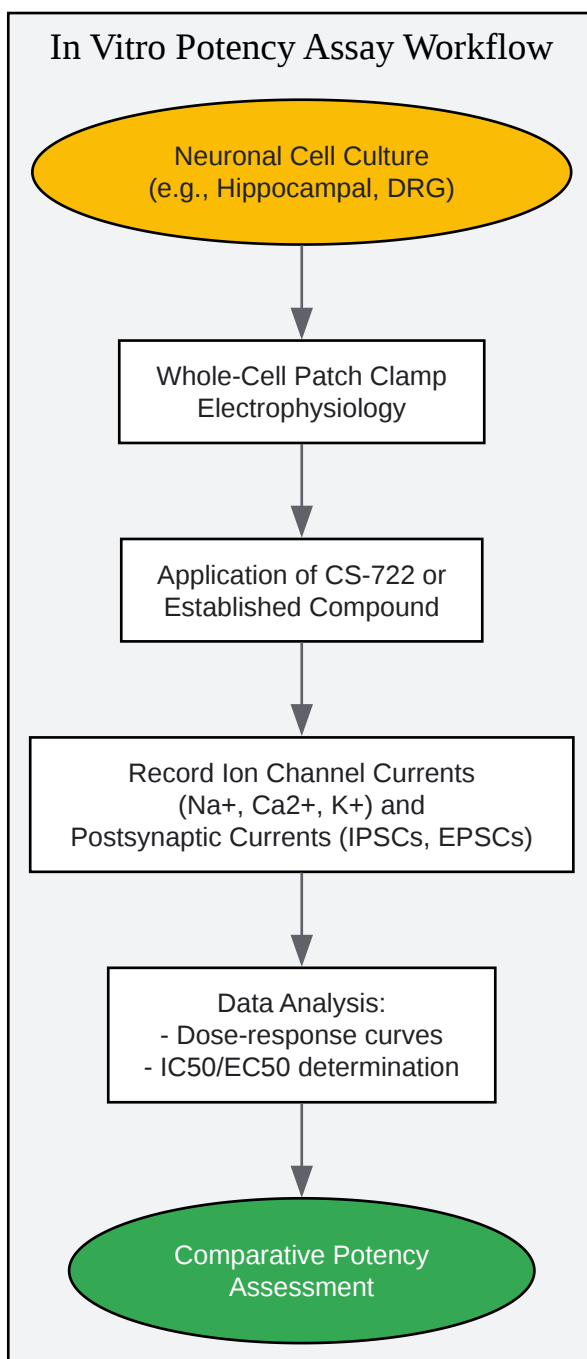 In Vitro Potency Assay Workflow
Neuronal Cell Culture
(e.g., Hippocampal, DRG)
Whole-Cell Patch Clamp
Electrophysiology
Application of CS-722 or
Established Compound
Record Ion Channel Currents
(Na+, Ca2+, K+) and
Postsynaptic Currents (IPSCs, EPSCs)
Data Analysis:
- Dose-response curves
- IC50/EC50 determination
Comparative Potency
Assessment